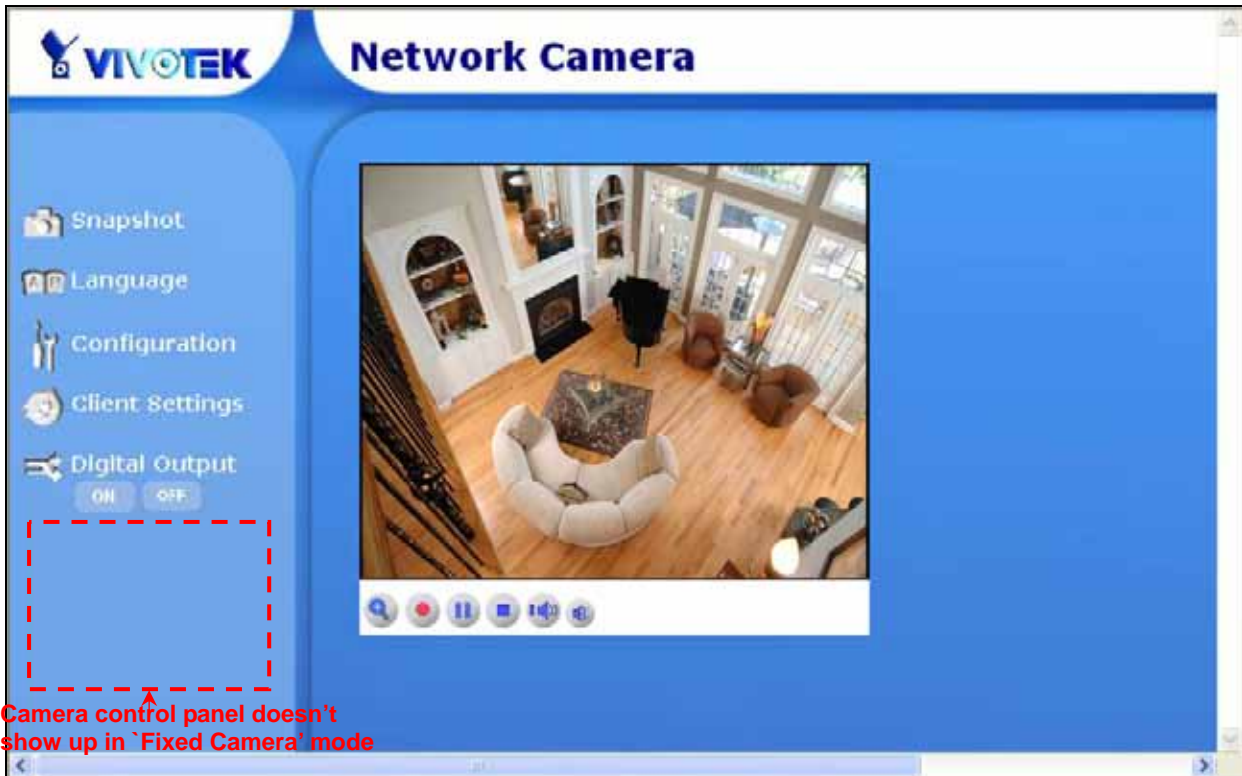 VIVOTEK
Network Camera
Snapshot
Language
Configuration
Client Settings
Digital Output
ON OFF
Camera control panel doesn't
show up in `Fixed Camera' mode